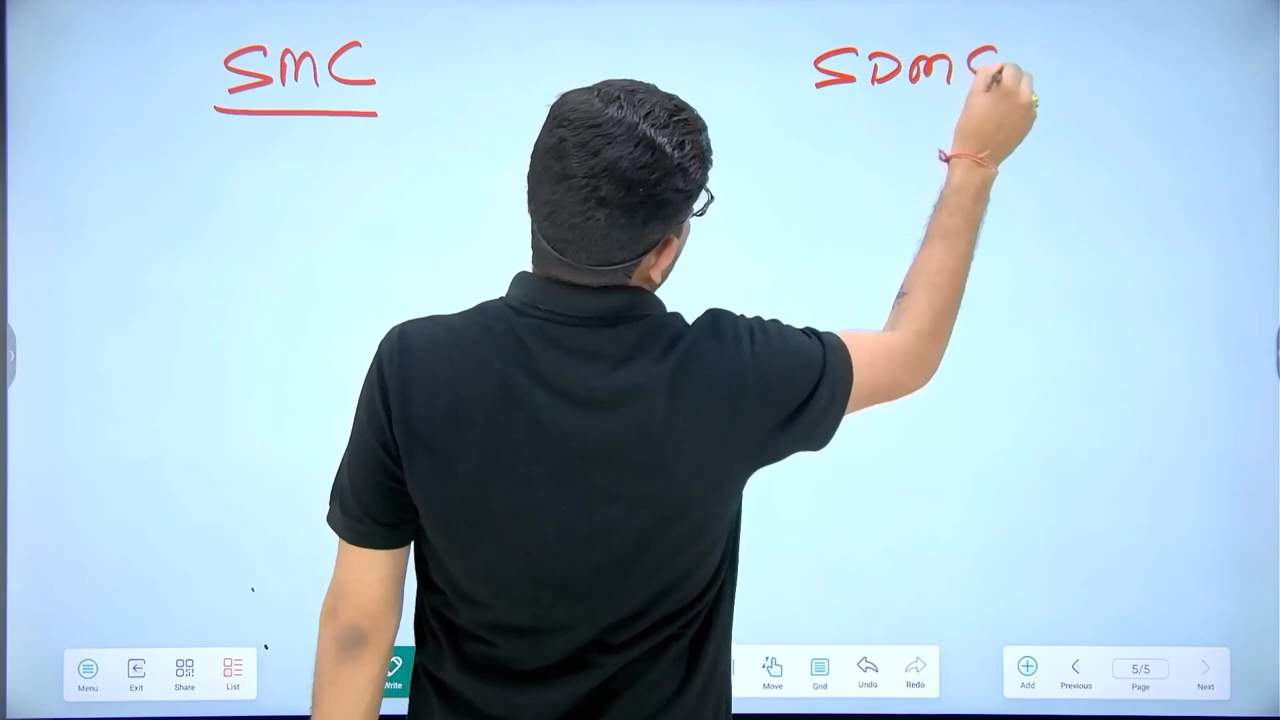 SMC
SDMC
Menu
Exit
Share
List
Write
Move
Grid
Undo
Redo
Add
Previous
5/5
Page
Next